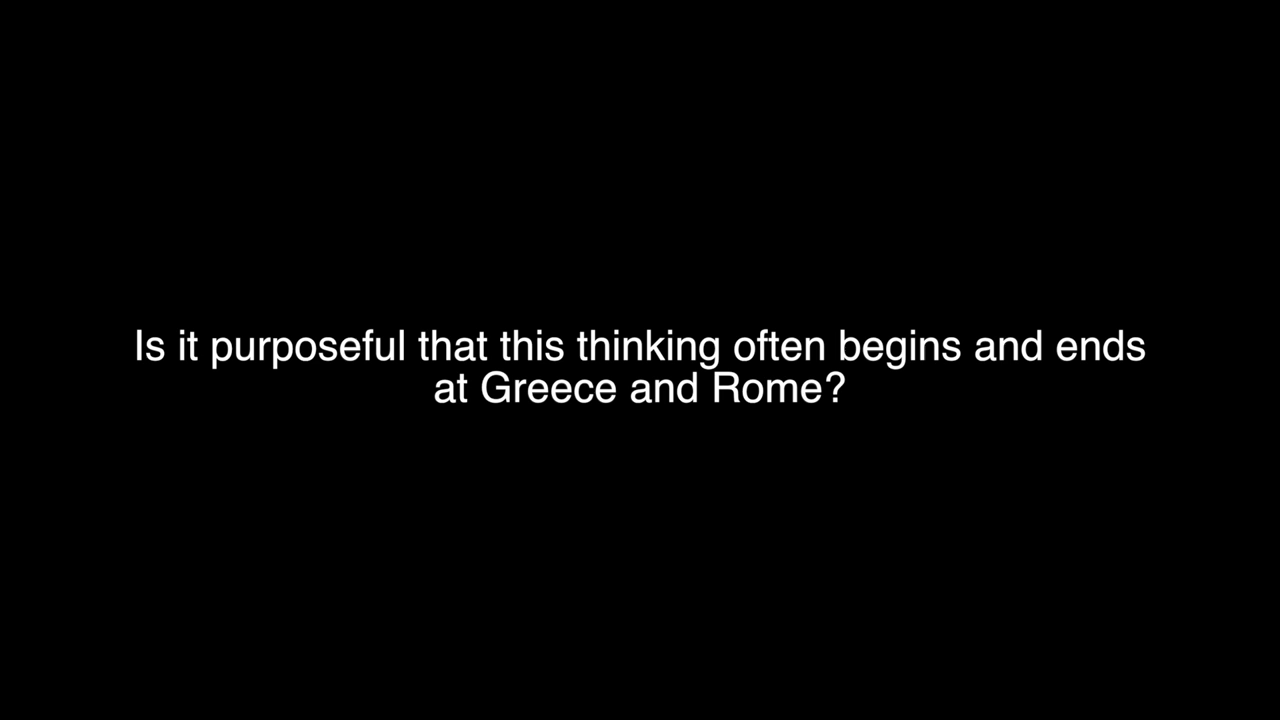 Is it purposeful that this thinking often begins and ends
at Greece and Rome?